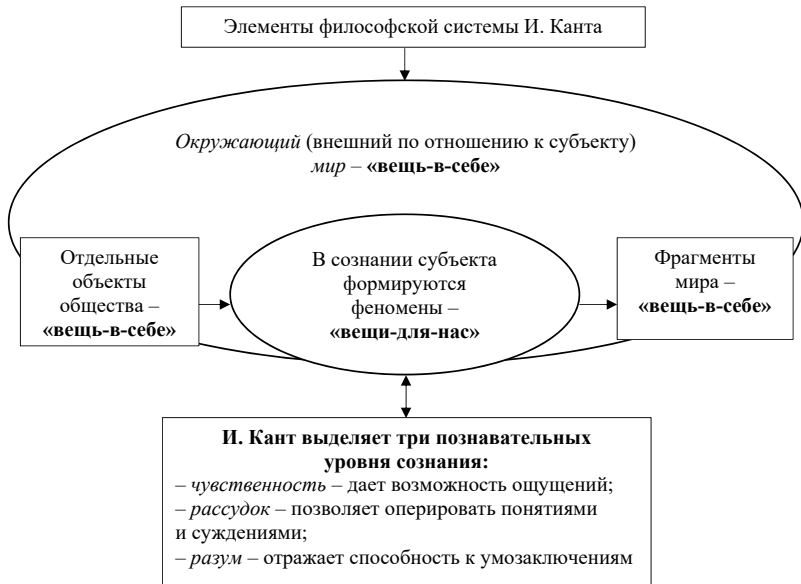 Элементы философской системы И. Канта
Окружающий (внешний по отношению к субъекту)
мир – «вещь-в-себе»
Отдельные
объекты
общества –
«вещь-в-себе»
В сознании субъекта
формируются
феномены –
«вещи-для-нас»
Фрагменты
мира –
«вещь-в-себе»
И. Кант выделяет три познавательных
уровня сознания:
– чувственность – дает возможность ощущений;
– рассудок – позволяет оперировать понятиями
и суждениями;
– разум – отражает способность к умозаключениям